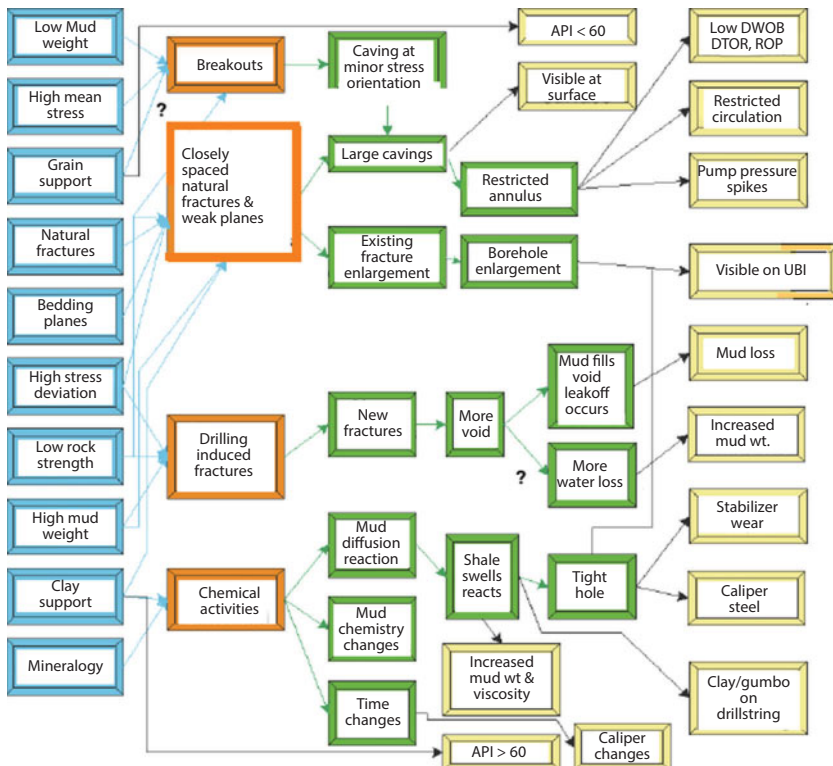 Low Mud
weight
High mean
stress
?
Grain
support
Natural
fractures
Bedding
planes
High stress
deviation
Low rock
strength
High mud
weight
Clay
support
Mineralogy
Breakouts
Closely
spaced
natural
fractures &
weak planes
Drilling
induced
fractures
Chemical
activities
Caving at
minor stress
orientation
Large cavings
Restricted
annulus
Existing
fracture
enlargement
Borehole
enlargement
New
fractures
More
void
Mud fills
void
leakoff
occurs
?
More
water loss
Mud
diffusion
reaction
Shale
swells
reacts
Tight
hole
Mud
chemistry
changes
Time
changes
API < 60
Visible at
surface
Low DWOB
DTOR, ROP
Restricted
circulation
Pump pressure
spikes
Visible on UBI
Mud loss
Increased
mud wt.
Stabilizer
wear
Caliper
steel
Increased
mud wt &
viscosity
Clay/gumbo
on
drillstring
API > 60
Caliper
changes